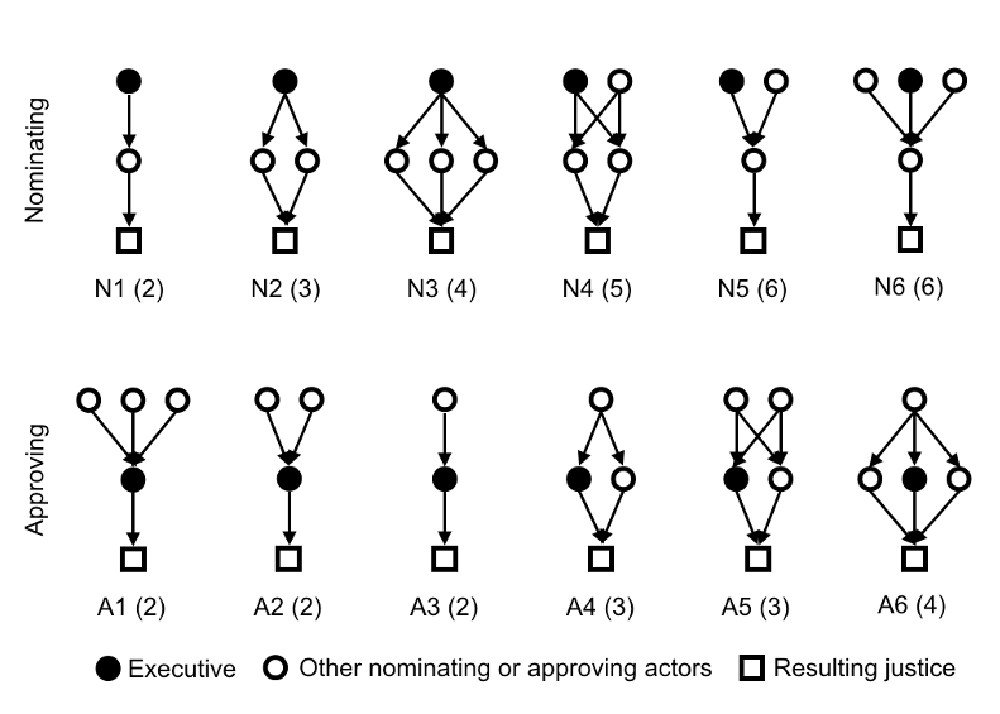 Nominating
N1 (2)
N2 (3)
N3 (4)
N4 (5)
N5 (6)
N6 (6)
Approving
A1 (2)
A2 (2)
A3 (2)
A4 (3)
A5 (3)
A6 (4)
Executive
Other nominating or approving actors
Resulting justice